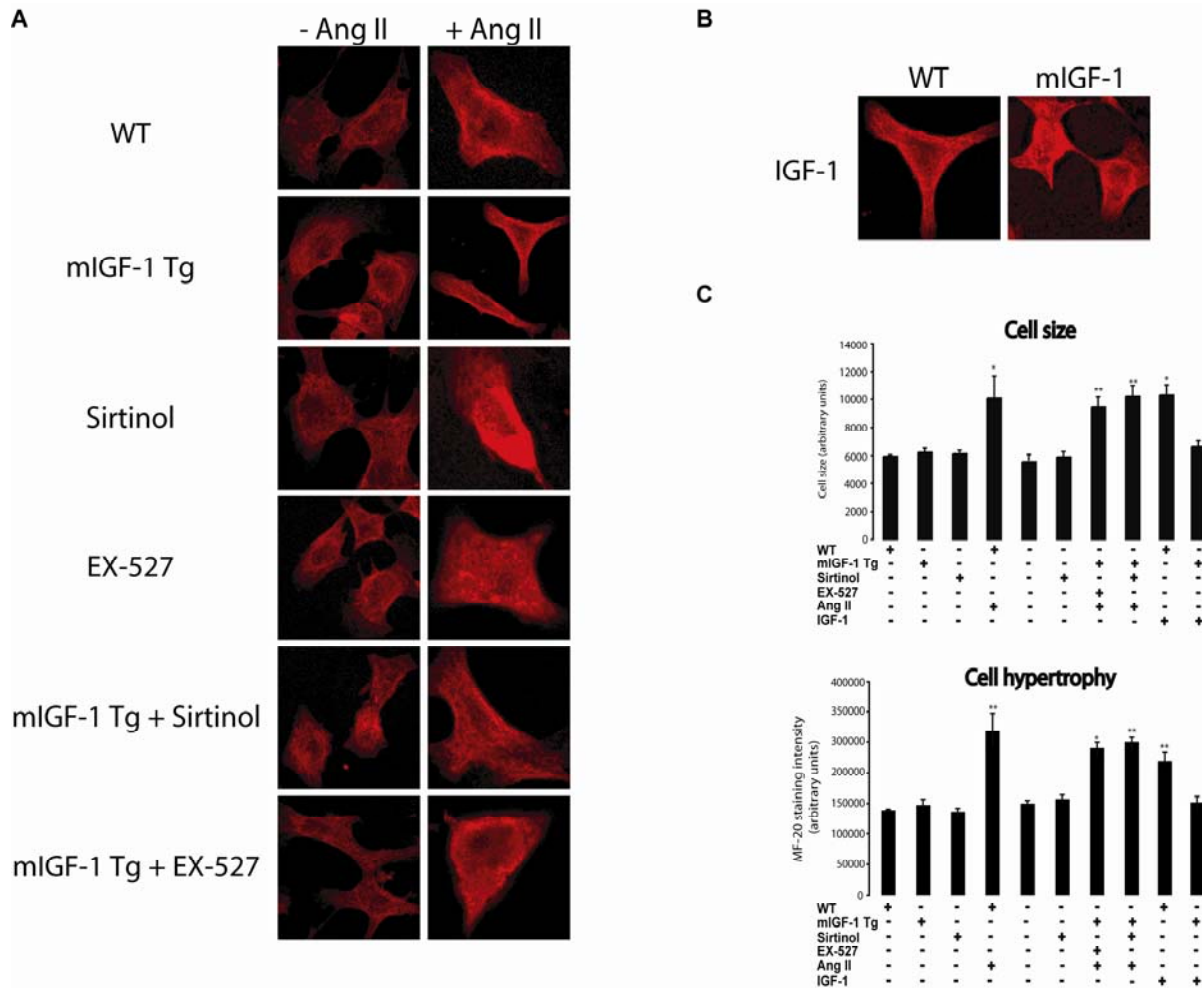 A
- Ang II + Ang II
WT
mIGF-1 Tg
Sirtinol
EX-527
mIGF-1 Tg + Sirtinol
mIGF-1 Tg + EX-527
B
WT mIGF-1
IGF-1
C
Cell size
Cell size (arbitrary units)
14000
12000
10000
8000
6000
4000
2000
0
* ** ** *
WT + - - + - - - - + -
mIGF-1 Tg - + - - - - + + - +
Sirtinol - - + - - + - + - -
EX-527 - - - - - - + - - -
Ang II - - - + - - + + - -
IGF-1 - - - - - - - - + +
Cell hypertrophy
MF-20 staining intensity
(arbitrary units)
400000
350000
300000
250000
200000
150000
100000
50000
0
** * ** **
WT + - - + - - - - + -
mIGF-1 Tg - + - - - - + + - +
Sirtinol - - + - - + - + - -
EX-527 - - - - - - + - - -
Ang II - - - + - - + + - -
IGF-1 - - - - - - - - + +